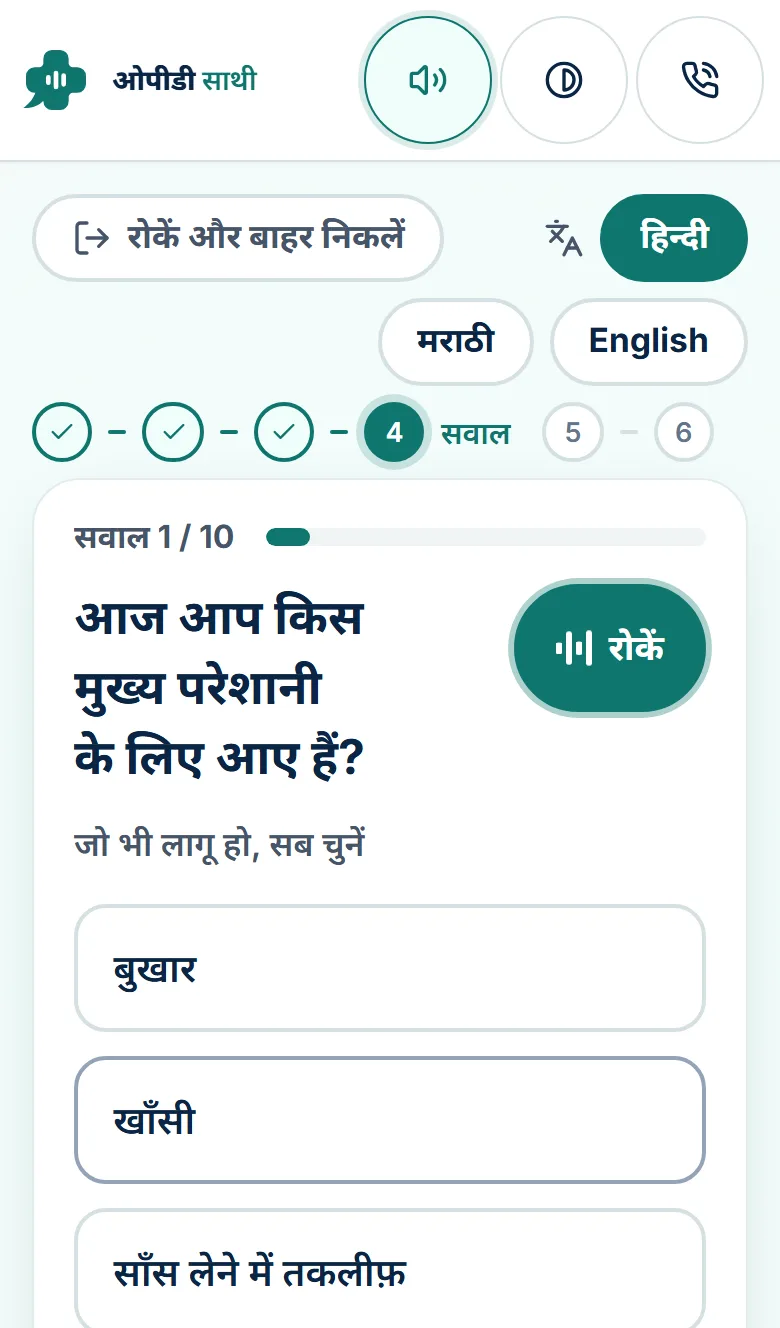 ओपीडी साथी
रोकें और बाहर निकलें
हिन्दी
मराठी
English
4 सवाल 5 6
सवाल 1 / 10
आज आप किस
मुख्य परेशानी
के लिए आए हैं?
रोकें
जो भी लागू हो, सब चुनें
बुखार
खाँसी
साँस लेने में तकलीफ़